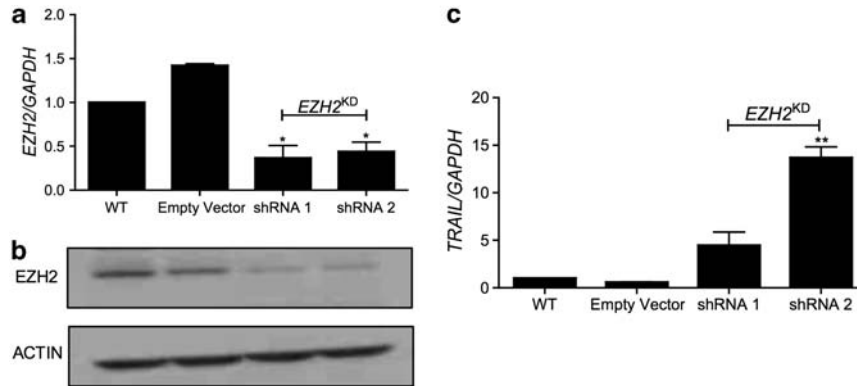 a
EZH2/GAPDH
2.0
1.5
1.0
0.5
0.0
EZH2KD
* *
WT Empty Vector shRNA 1 shRNA 2
b
EZH2
ACTIN
c
TRAIL/GAPDH
20
15
10
5
0
EZH2KD
**
WT Empty Vector shRNA 1 shRNA 2